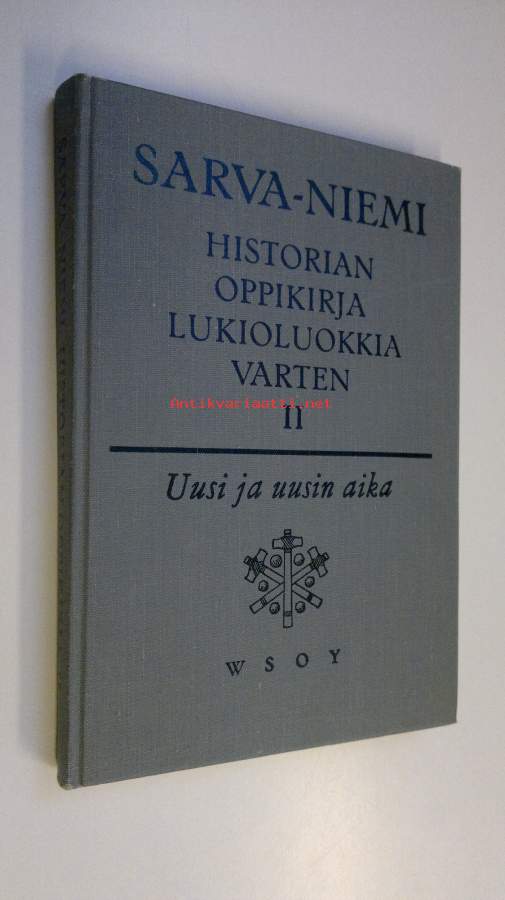 SARVA-NIEMI
HISTORIAN
OPPIKIRJA
LUKIOLUOKKIA
VARTEN
Antikvariaatti.net
II
Uusi ja uusin aika
WSOY